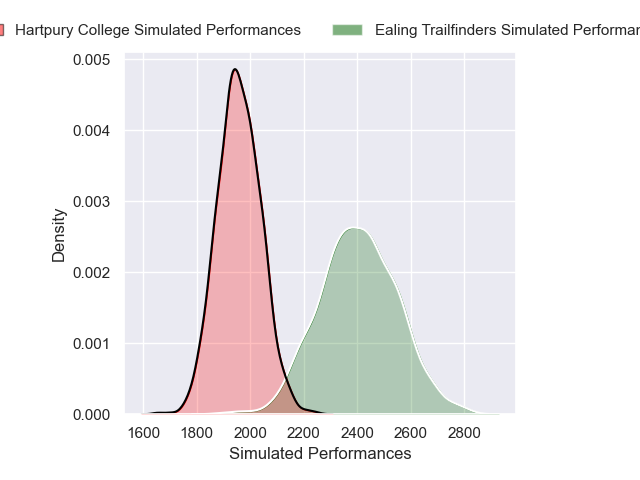 Hartpury College Simulated Performances
Ealing Trailfinders Simulated
0.005
0.004
0.003
0.002
0.001
0.000
Density
1600 1800 2000 2200 2400 2600 2800
Simulated Performances